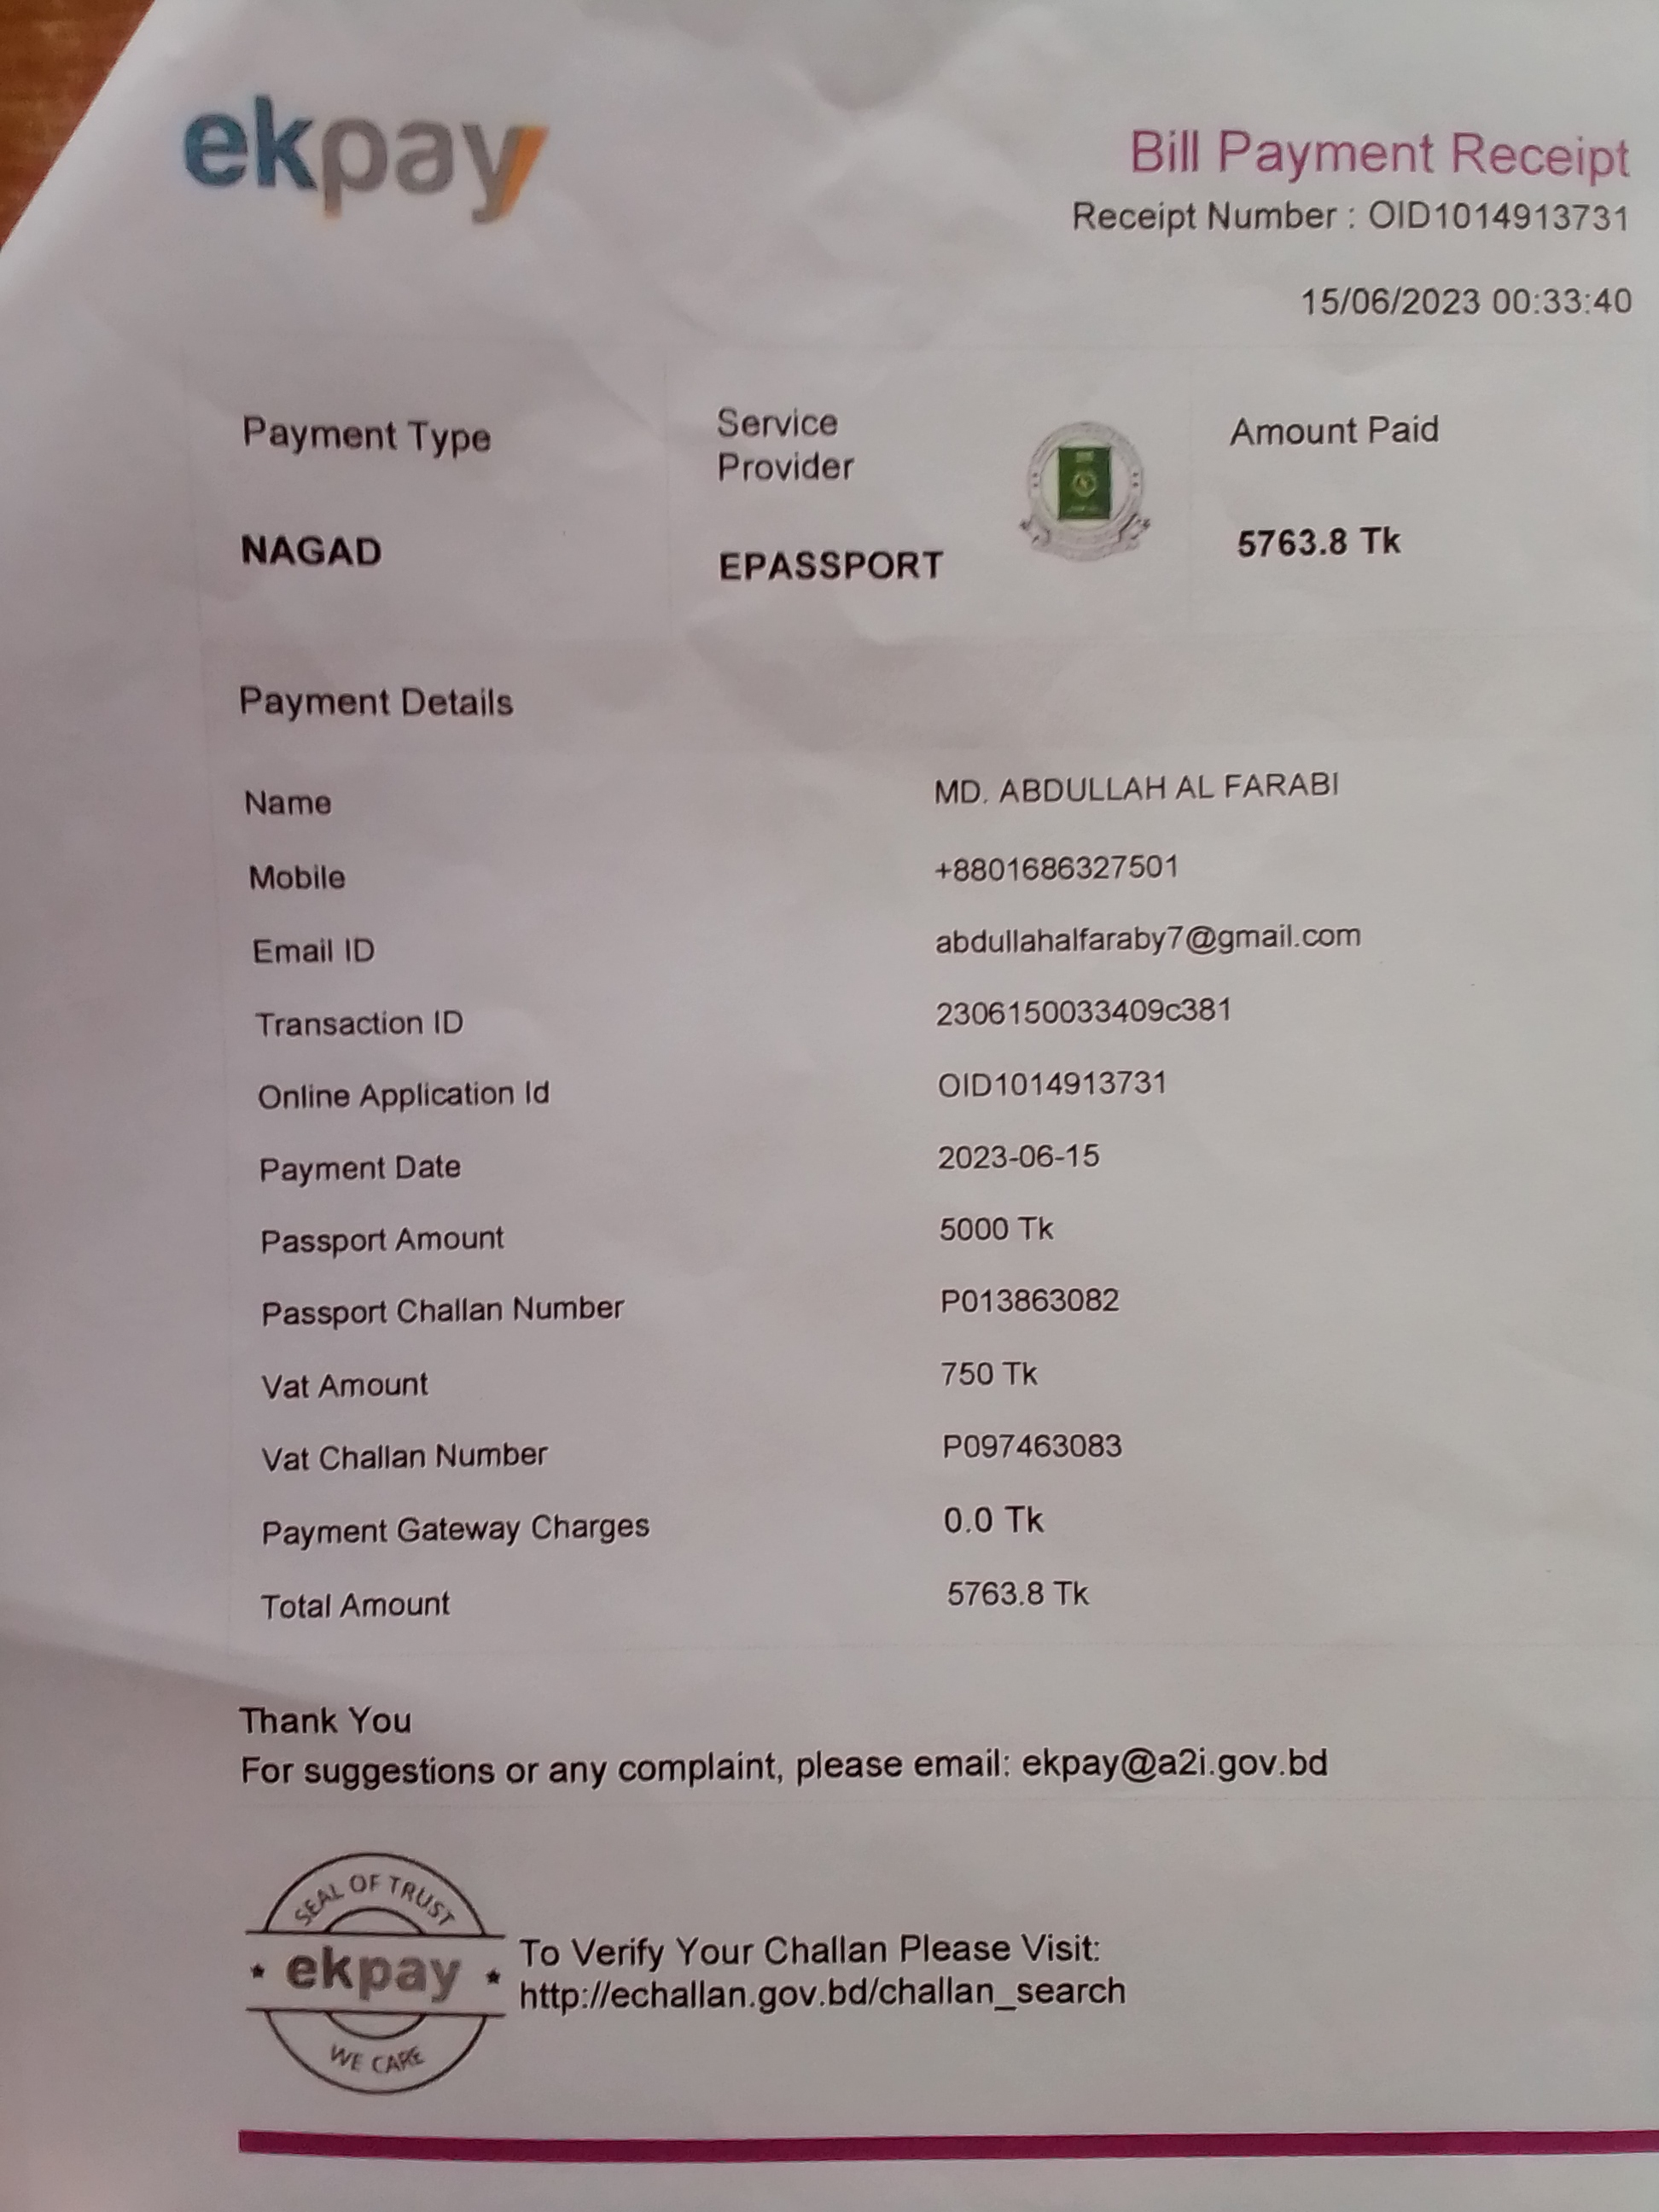 ekpay
Bill Payment Receipt
Receipt Number : OID1014913731
15/06/2023 00:33:40
Payment Type
Service
Provider
Amount Paid
NAGAD
EPASSPORT
5763.8 Tk
Payment Details
Name MD. ABDULLAH AL FARABI
Mobile +8801686327501
Email ID abdullahalfaraby7@gmail.com
Transaction ID 2306150033409c381
Online Application Id OID1014913731
Payment Date 2023-06-15
Passport Amount 5000 Tk
Passport Challan Number P013863082
Vat Amount 750 Tk
Vat Challan Number P097463083
Payment Gateway Charges 0.0 Tk
Total Amount 5763.8 Tk
Thank You
For suggestions or any complaint, please email: ekpay@a2i.gov.bd
SEAL OF TRUST
ekpay
WE CARE
To Verify Your Challan Please Visit:
http://echallan.gov.bd/challan_search